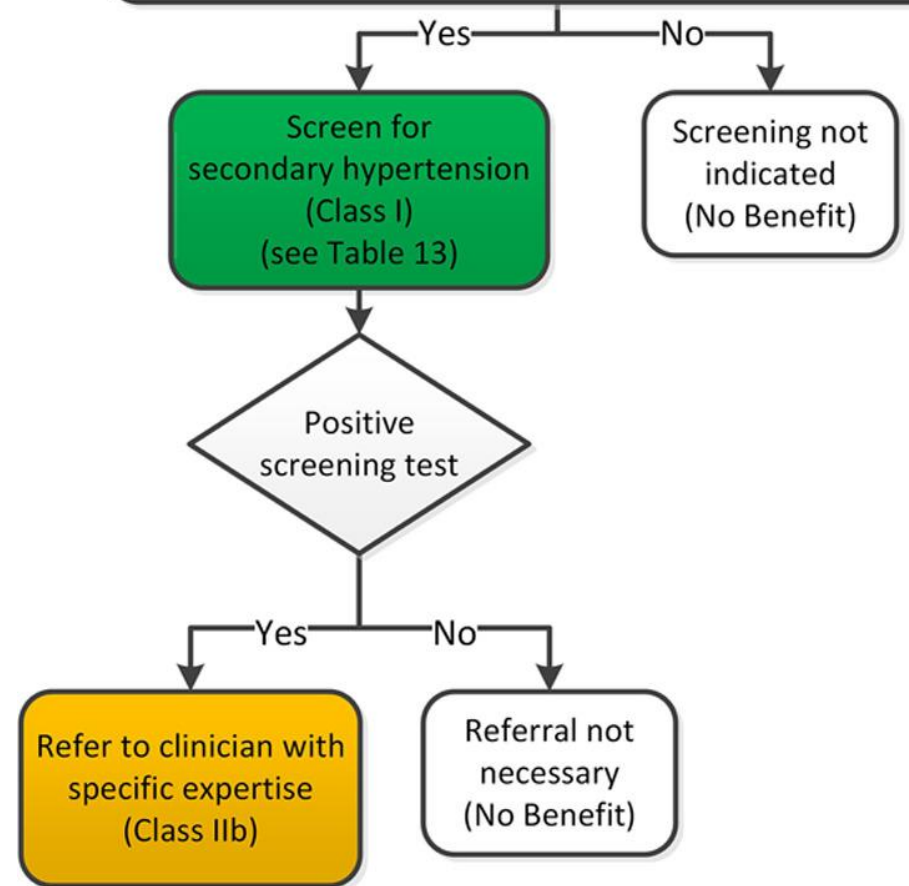 Yes
No
Screen for
secondary hypertension
(Class I)
(see Table 13)
Screening not
indicated
(No Benefit)
Positive
screening test
Yes
No
Refer to clinician with
specific expertise
(Class IIb)
Referral not
necessary
(No Benefit)